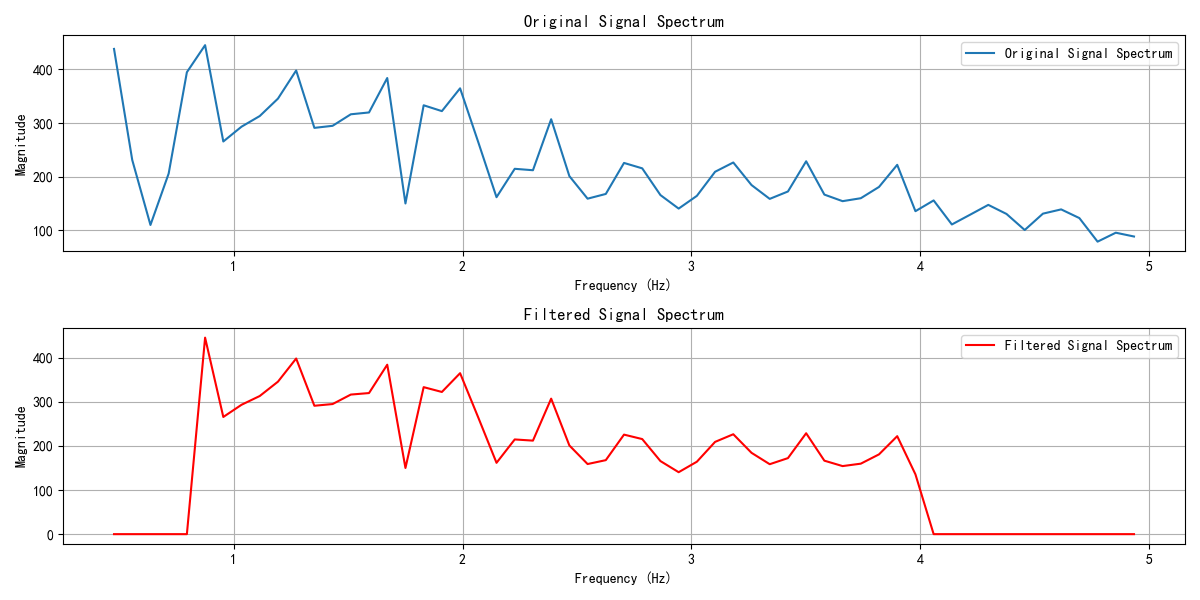 Original Signal Spectrum
Original Signal Spectrum
Magnitude
400
300
200
100
1 2 3 4 5
Frequency (Hz)
Filtered Signal Spectrum
Filtered Signal Spectrum
Magnitude
400
300
200
100
0
1 2 3 4 5
Frequency (Hz)